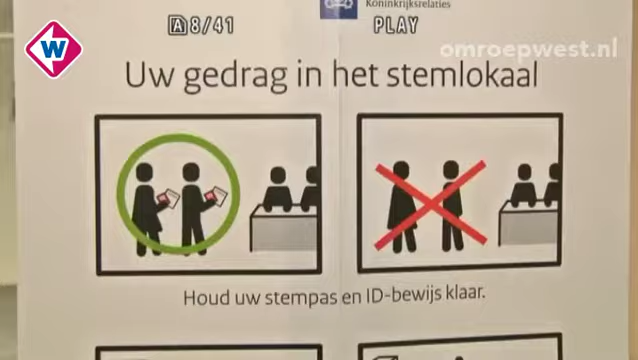 Koninkrijksrelaties
A 8/41
PLAY
W
omroepwest.nl
Uw gedrag in het stemlokaal
Houd uw stempas en ID-bewijs klaar.